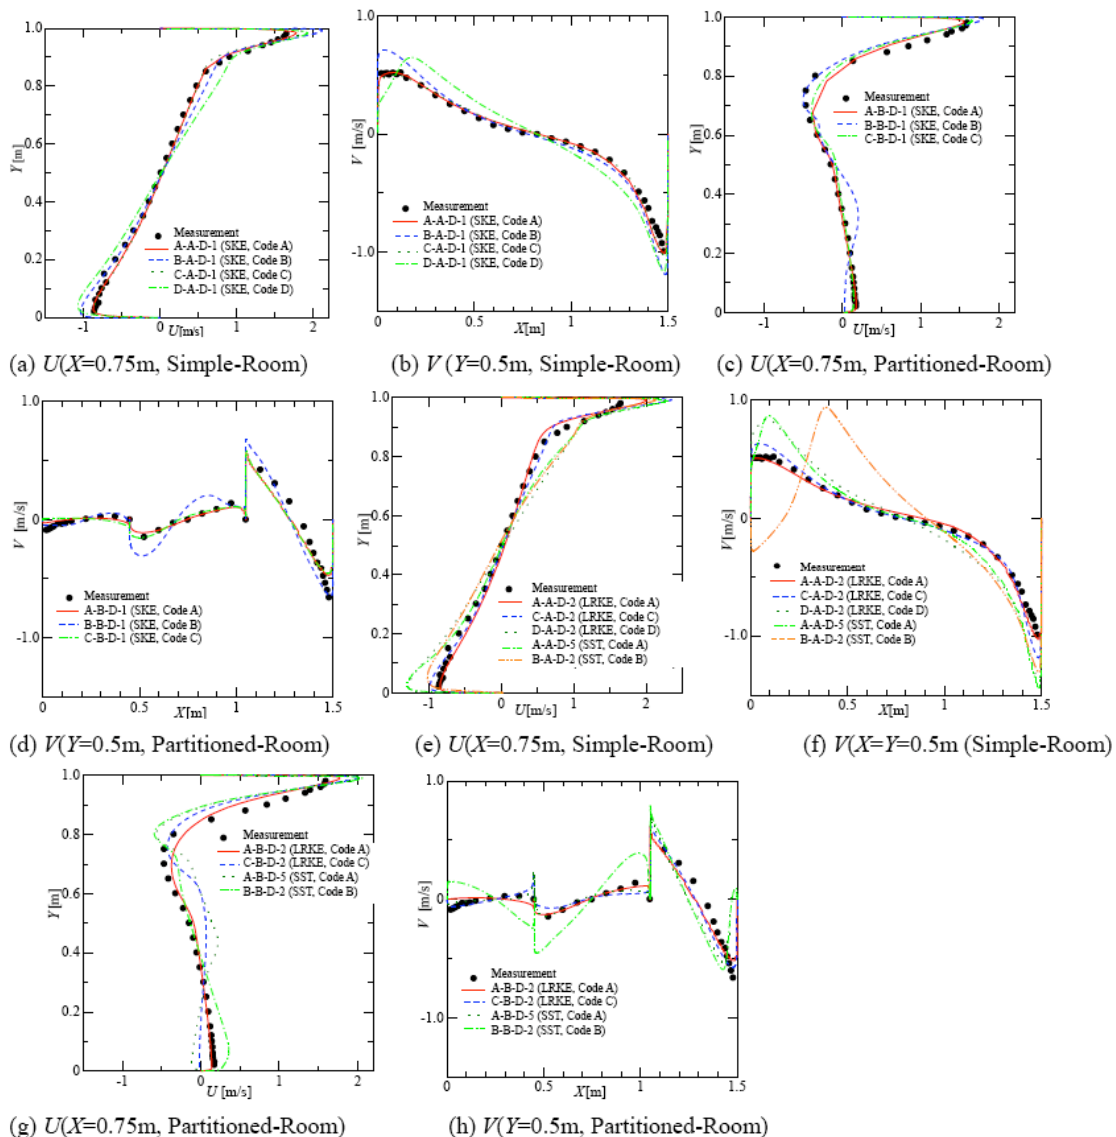 1.0
0.8
0.6
0.4
0.2
0
Y[m]
Measurement
A-A-D-1 (SKE, Code A)
B-A-D-1 (SKE, Code B)
C-A-D-1 (SKE, Code C)
D-A-D-1 (SKE, Code D)
-1
0
1
2
U[m/s]
(a) U(X=0.75m, Simple-Room)
1.0
0
-1.0
V [m/s]
Measurement
A-A-D-1 (SKE, Code A)
B-A-D-1 (SKE, Code B)
C-A-D-1 (SKE, Code C)
D-A-D-1 (SKE, Code D)
0
0.5
1
1.5
X[m]
(b) V (Y=0.5m, Simple-Room)
1.0
0.8
0.6
0.4
0.2
0
Y[m]
Measurement
A-B-D-1 (SKE, Code A)
B-B-D-1 (SKE, Code B)
C-B-D-1 (SKE, Code C)
-1
0
1
2
U[m/s]
(c) U(X=0.75m, Partitioned-Room)
1.0
0
-1.0
V [m/s]
Measurement
A-B-D-1 (SKE, Code A)
B-B-D-1 (SKE, Code B)
C-B-D-1 (SKE, Code C)
0
0.5
1
1.5
X[m]
(d) V(Y=0.5m, Partitioned-Room)
1.0
0.8
0.6
0.4
0.2
0
Y [m]
Measurement
A-A-D-2 (LRKE, Code A)
C-A-D-2 (LRKE, Code C)
D-A-D-2 (LRKE, Code D)
A-A-D-5 (SST, Code A)
B-A-D-2 (SST, Code B)
-1
0
1
2
U[m/s]
(e) U(X=0.75m, Simple-Room)
1.0
0
-1.0
V[m/s]
Measurement
A-A-D-2 (LRKE, Code A)
C-A-D-2 (LRKE, Code C)
D-A-D-2 (LRKE, Code D)
A-A-D-5 (SST, Code A)
B-A-D-2 (SST, Code B)
0
0.5
1
1.5
X[m]
(f) V(X=Y=0.5m (Simple-Room)
1.0
0.8
0.6
0.4
0.2
0
Y[m]
Measurement
A-B-D-2 (LRKE, Code A)
C-B-D-2 (LRKE, Code C)
A-B-D-5 (SST, Code A)
B-B-D-2 (SST, Code B)
-1
0
1
2
U [m/s]
(g) U(X=0.75m, Partitioned-Room)
1.0
0
-1.0
V [m/s]
Measurement
A-B-D-2 (LRKE, Code A)
C-B-D-2 (LRKE, Code C)
A-B-D-5 (SST, Code A)
B-B-D-2 (SST, Code B)
0
0.5
1
1.5
X[m]
(h) V(Y=0.5m, Partitioned-Room)